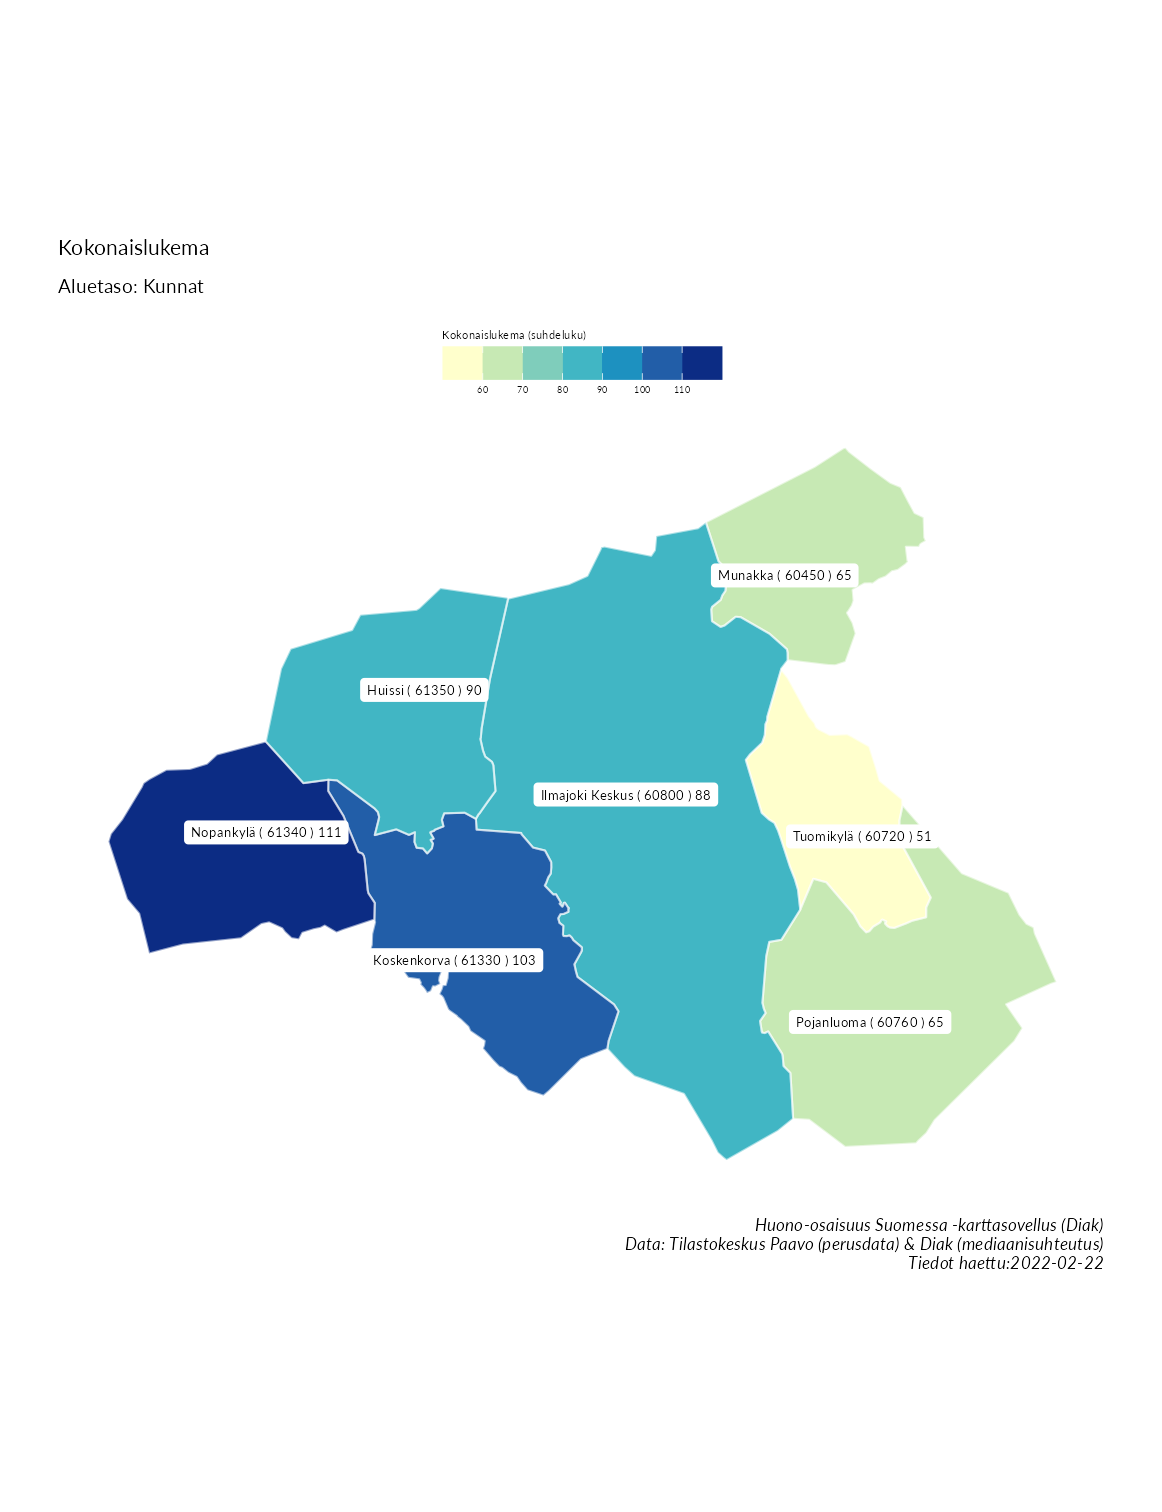 Kokonaislukema
Aluetaso: Kunnat
Kokonaislukema (suhdeluku)
60 70 80 90 100 110
Munakka ( 60450 ) 65
Huissi ( 61350 ) 90
Ilmajoki Keskus ( 60800 ) 88
Nopankylä ( 61340 ) 111
Tuomikylä ( 60720 ) 51
Koskenkorva ( 61330 ) 103
Pojanluoma ( 60760 ) 65
Huono-osaisuus Suomessa -karttasovellus (Diak)
Data: Tilastokeskus Paavo (perusdata) & Diak (mediaanisuhteutus)
Tiedot haettu:2022-02-22